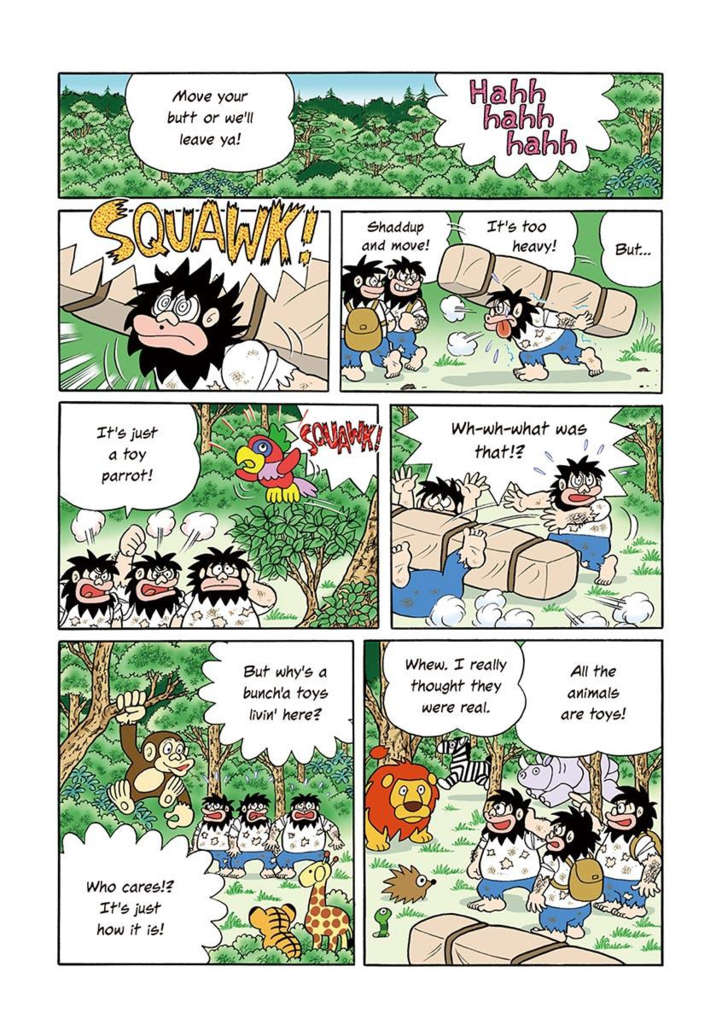 Hahh
hahh
hahh
Move your
butt or we'll
leave ya!
But...
It's too
heavy!
Shaddup
and move!
SQUAWK!
Wh-wh-what was
that!?
SQUAWK!
It's just
a toy
parrot!
All the
animals
are toys!
Whew. I really
thought they
were real.
But why's a
bunch'a toys
livin' here?
Who cares!?
It's just
how it is!